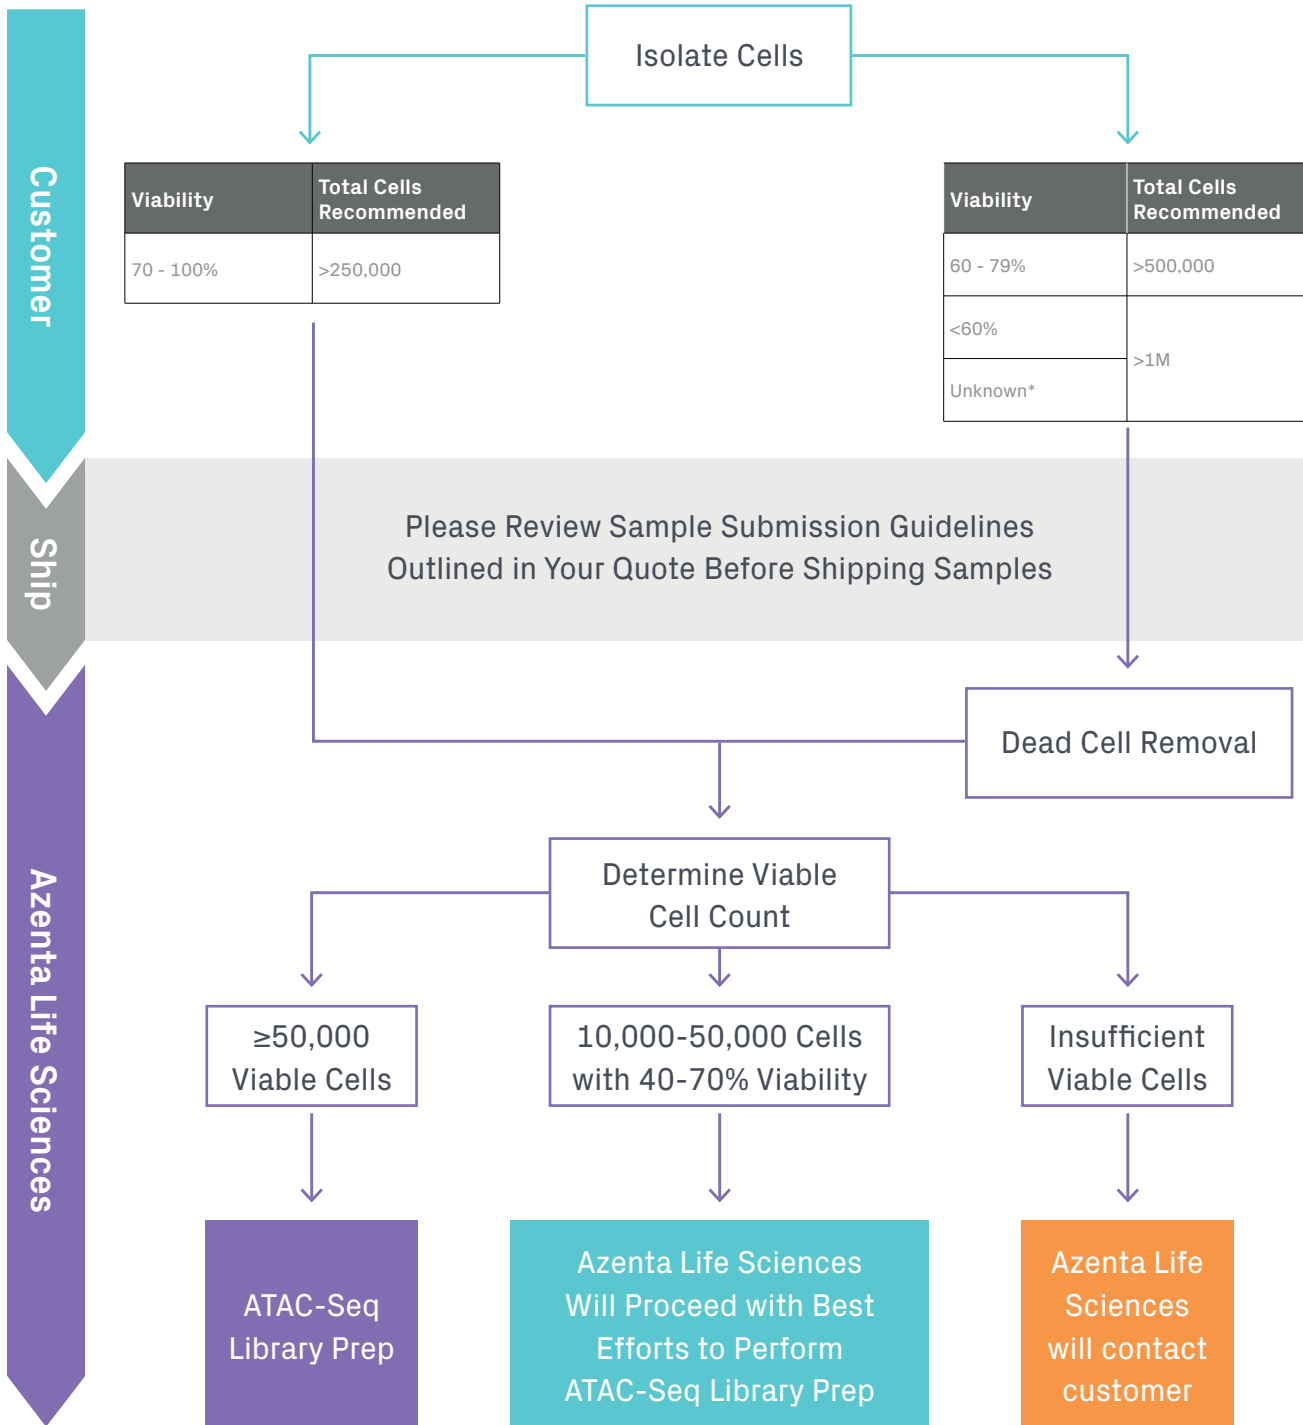 Customer
Ship
Azenta Life Sciences
Isolate Cells
Viability
Total Cells
Recommended
70 - 100%
>250,000
Viability
Total Cells
Recommended
60 - 79%
>500,000
<60%
>1M
Unknown*
Please Review Sample Submission Guidelines
Outlined in Your Quote Before Shipping Samples
Dead Cell Removal
Determine Viable
Cell Count
≥50,000
Viable Cells
10,000-50,000 Cells
with 40-70% Viability
Insufficient
Viable Cells
ATAC-Seq
Library Prep
Azenta Life Sciences
Will Proceed with Best
Efforts to Perform
ATAC-Seq Library Prep
Azenta Life
Sciences
will contact
customer